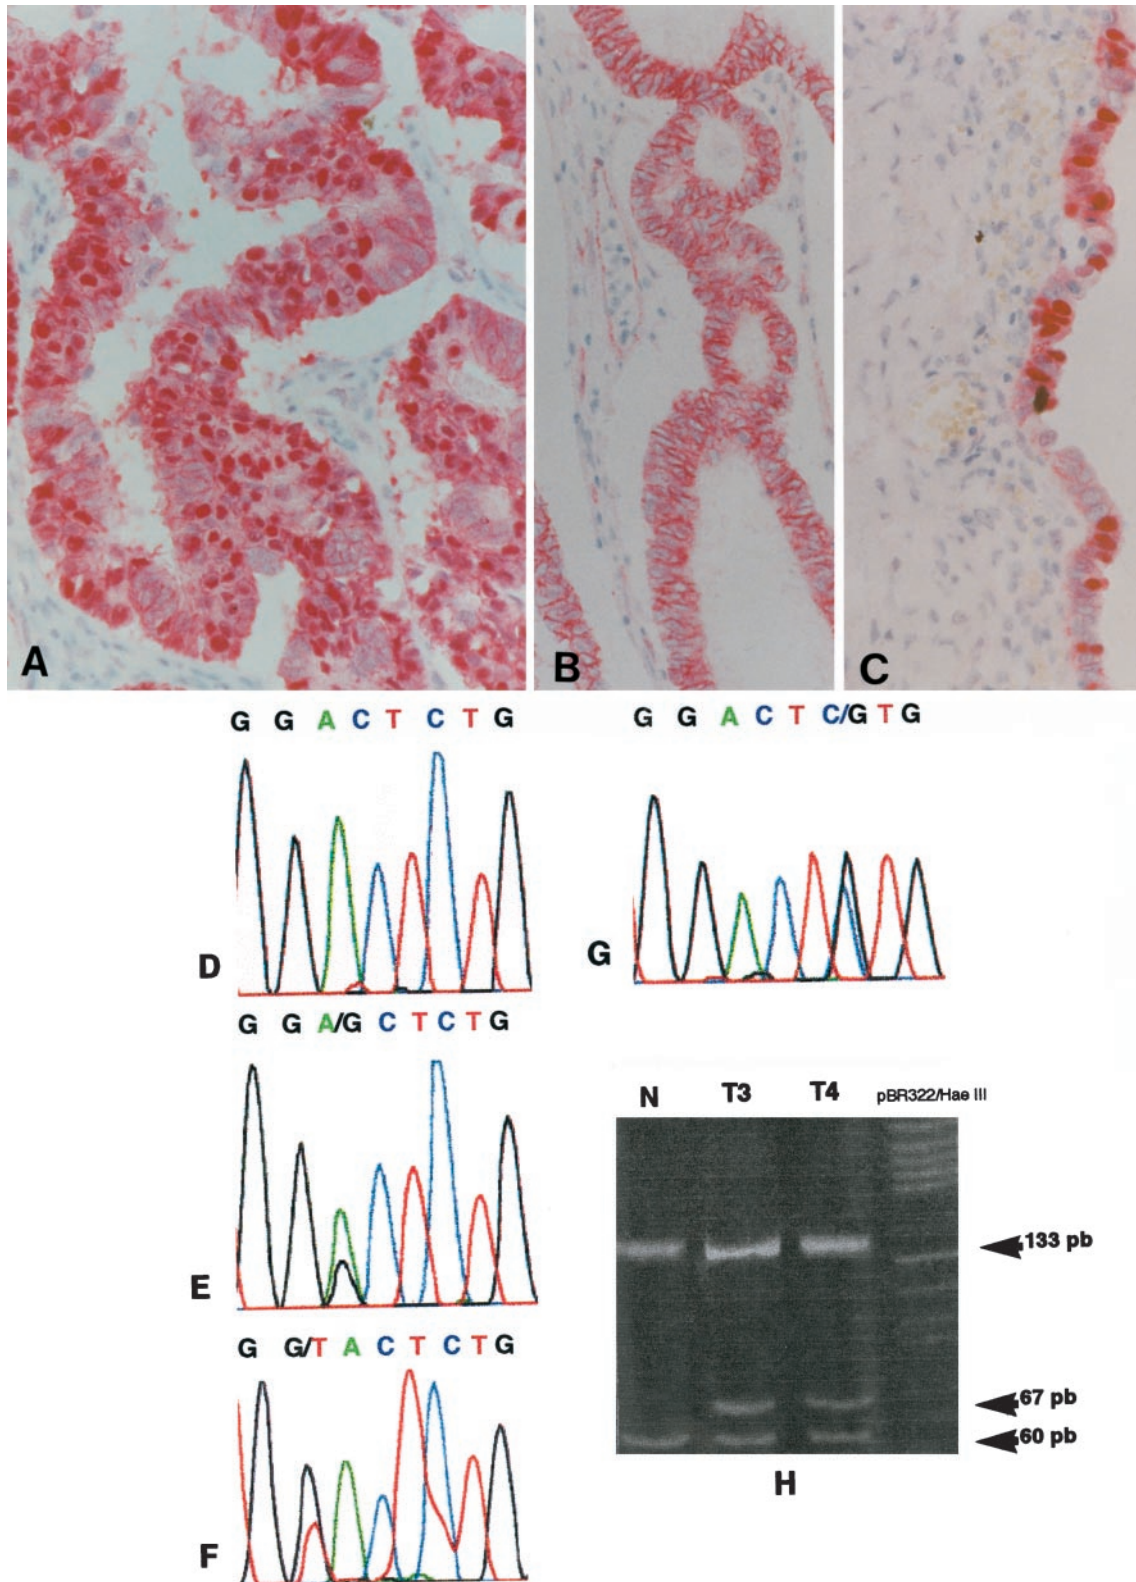 A
B
C
G G A C T C T G
D
G G A C T C/G T G
G
G G A/G C T C T G
E
G G/T A C T C T G
F
N T3 T4 pBR322/Hae III
133 pb
67 pb
60 pb
H